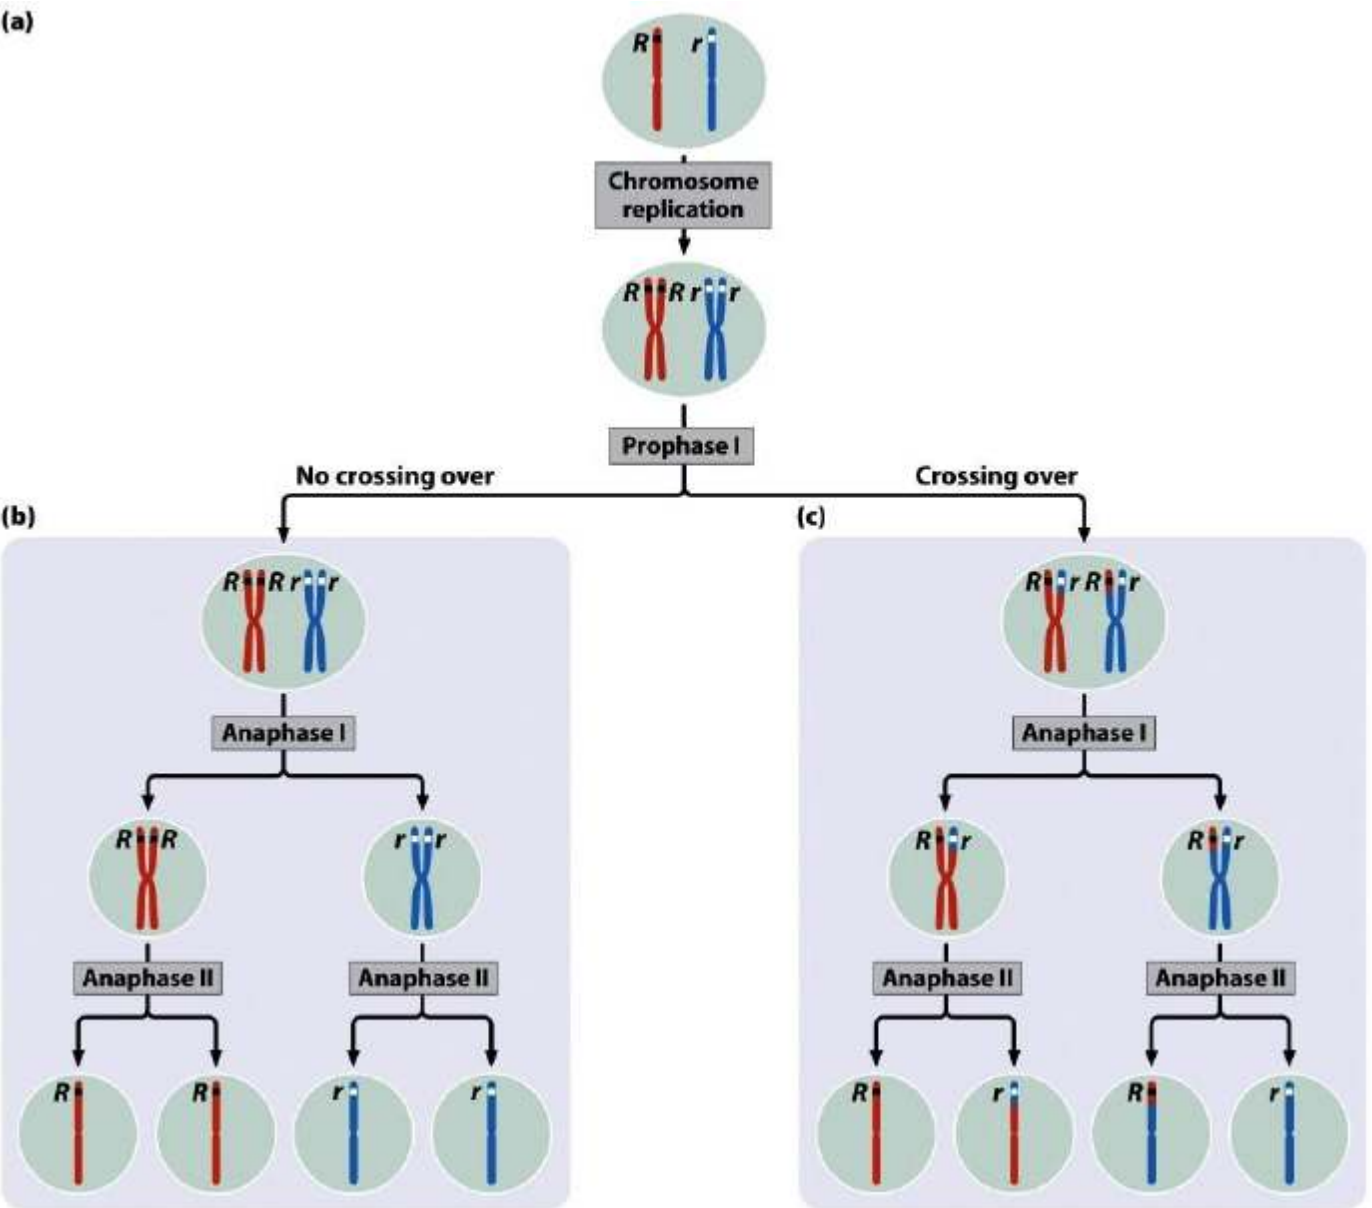 (a)
R r
Chromosome
replication
R R r r
Prophase I
No crossing over
Crossing over
(b)
(c)
R R r r
R r R r
Anaphase I
Anaphase I
R R
r r
R r
R r
Anaphase II
Anaphase II
Anaphase II
Anaphase II
R
R
r
r
R
r
R
r